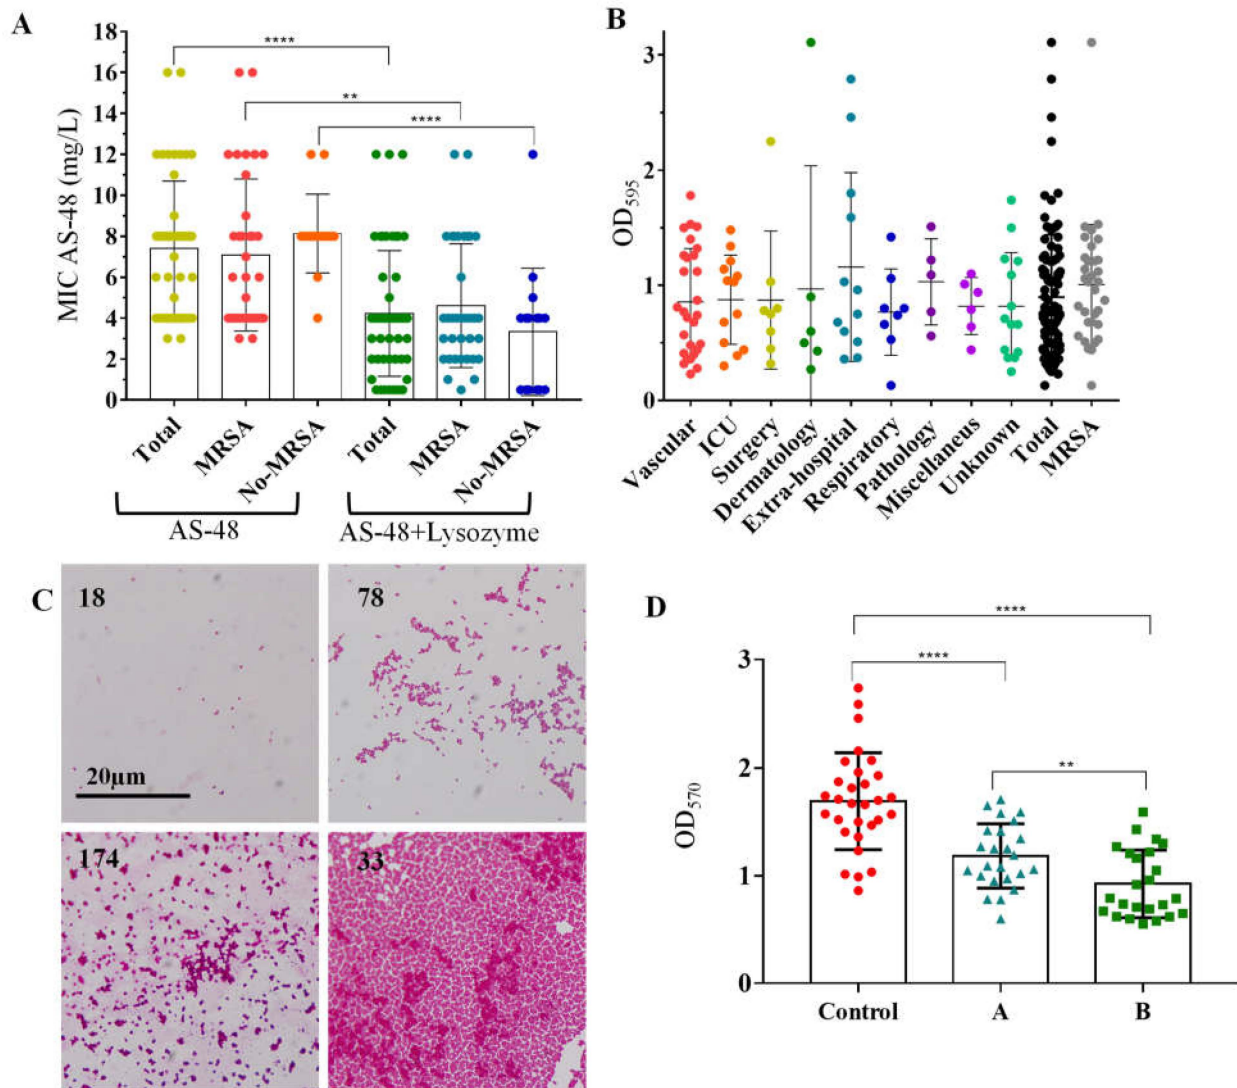 A
MIC AS-48 (mg/L)
18
16
14
12
10
8
6
4
2
0
****
**
****
Total
MRSA
No-MRSA
Total
MRSA
No-MRSA
AS-48
AS-48+Lysozyme
B
OD595
3
2
1
0
Vascular
ICU
Surgery
Dermatology
Extra-hospital
Respiratory
Pathology
Miscellaneus
Unknown
Total
MRSA
C
18
20μm
78
174
33
D
OD570
3
2
1
0
****
****
**
Control
A
B